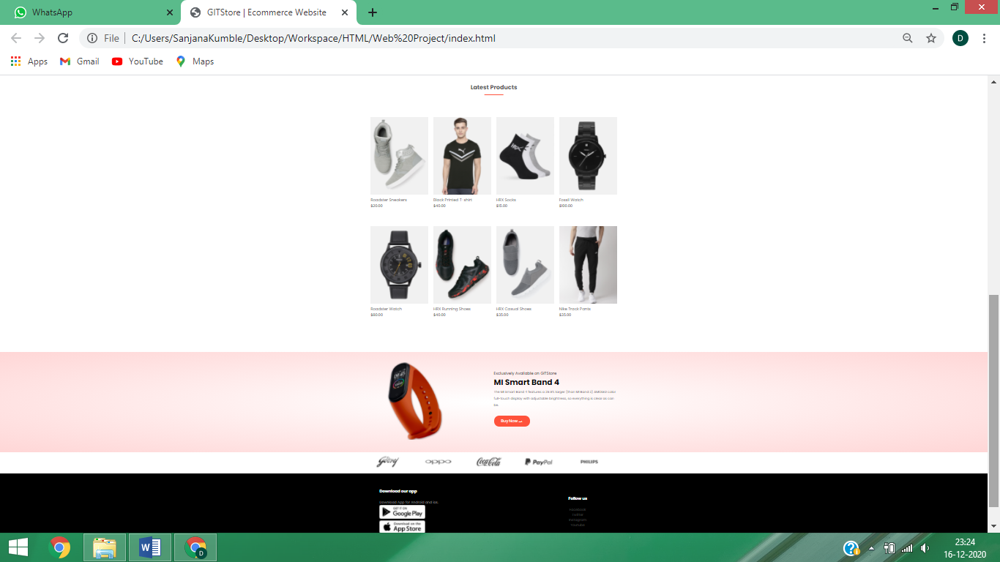 WhatsApp
GITStore | Ecommerce Website
File
C:/Users/SanjanaKumble/Desktop/Workspace/HTML/Web%20Project/index.html
D
Apps
Gmail
YouTube
Maps
Latest Products
HRX
Roadster Sneakers
$20.00
Black Printed T-shirt
$40.00
HRX Socks
$15.00
Fossil Watch
$100.00
Roadster Watch
$80.00
HRX Running Shoes
$40.00
HRX Casual Shoes
$35.00
Nike Track Pants
$35.00
Exclusively Available on GITStore
MI Smart Band 4
The MI Smart Band 4 features a larger (than Mi Band 3) AMOLED color
full-touch display with adjustable brightness, so everything is clear as can
be.
Buy Now →
Godrej
oppo
Coca-Cola
PayPal
PHILIPS
Download our app
Download App for Android and ios.
GET IT ON
Google Play
Download on the
App Store
Follow us
Facebook
Twitter
Instagram
Youtube
W
D
23:24
16-12-2020